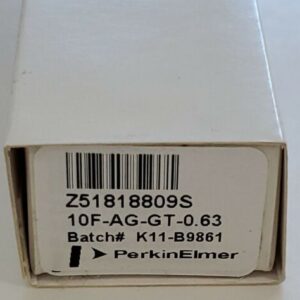 Z51818809S
10F-AG-GT-0.63
Batch# K11-B9861
PerkinElmer